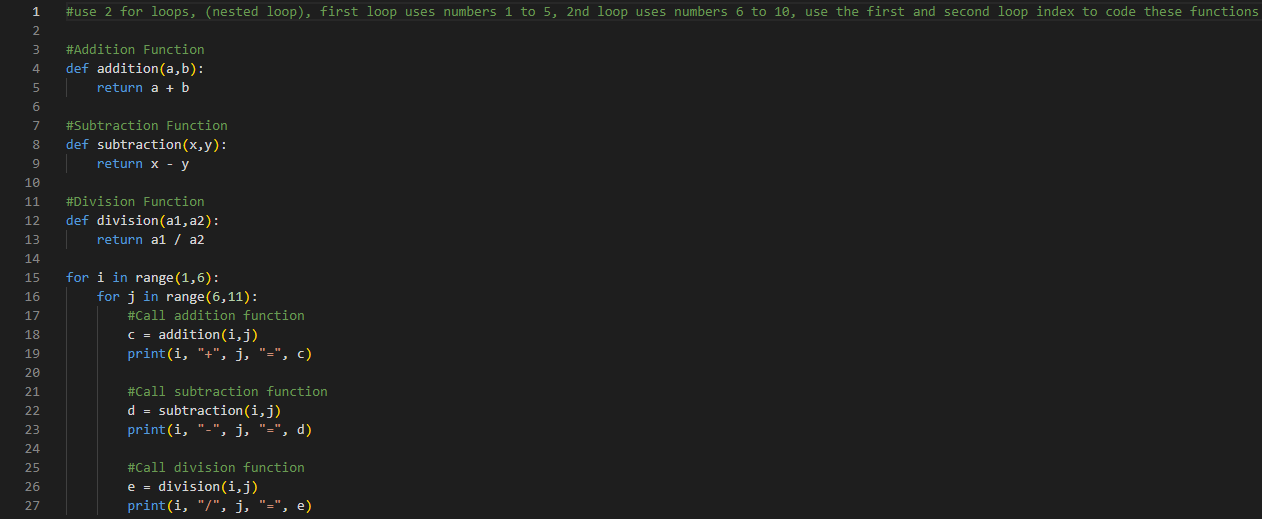 1 #use 2 for loops, (nested loop), first loop uses numbers 1 to 5, 2nd loop uses numbers 6 to 10, use the first and second loop index to code these functions
2
3 #Addition Function
4 def addition(a,b):
5     return a + b
6
7 #Subtraction Function
8 def subtraction(x,y):
9     return x - y
10
11 #Division Function
12 def division(a1,a2):
13     return a1 / a2
14
15 for i in range(1,6):
16     for j in range(6,11):
17         #Call addition function
18         c = addition(i,j)
19         print(i, "+", j, "=", c)
20
21         #Call subtraction function
22         d = subtraction(i,j)
23         print(i, "-", j, "=", d)
24
25         #Call division function
26         e = division(i,j)
27         print(i, "/", j, "=", e)